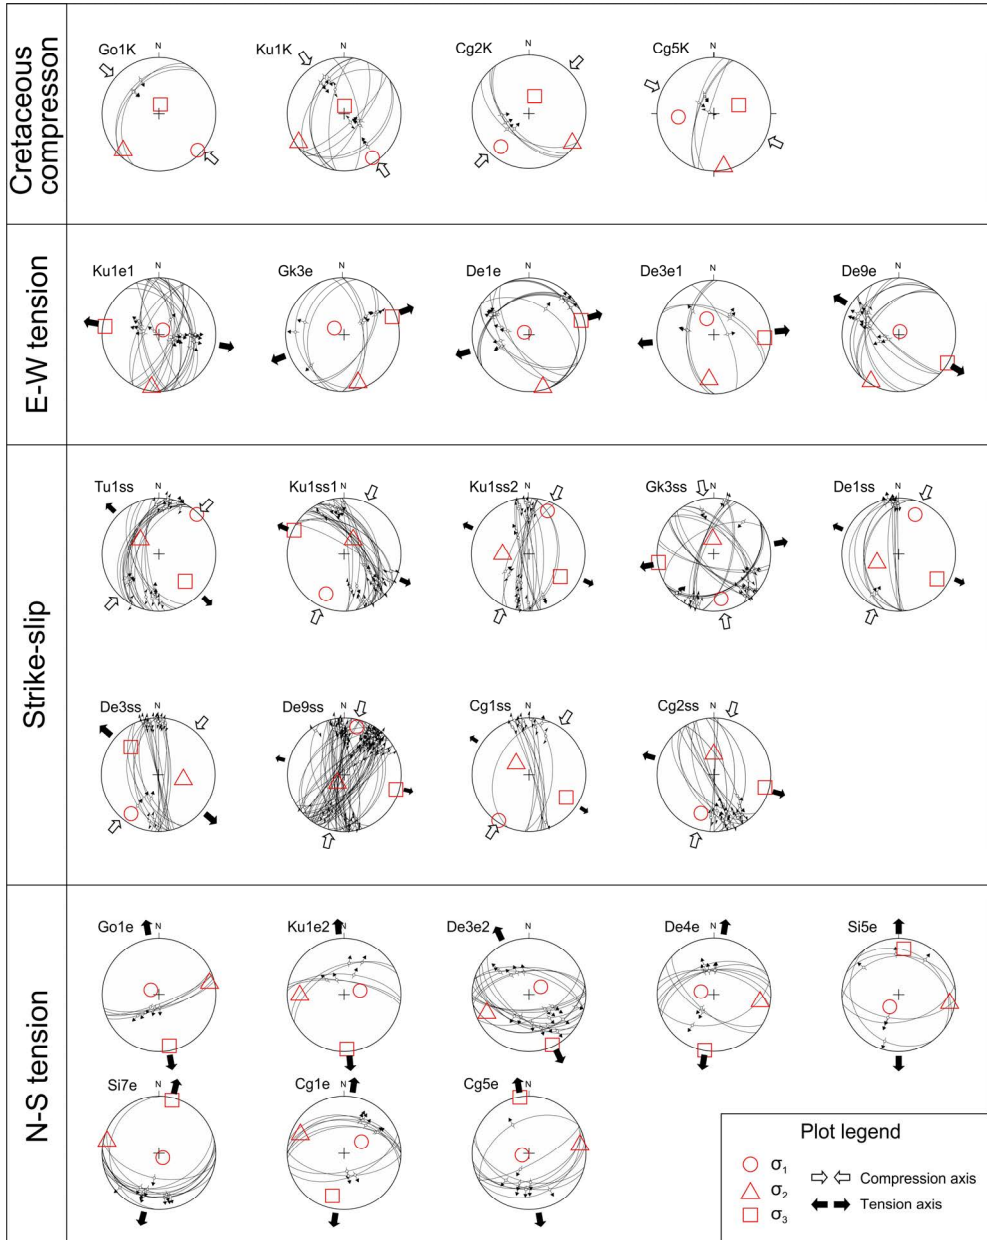 Cretaceous
compresson
Go1K
N
Ku1K
N
Cg2K
N
Cg5K
N
E-W tension
Ku1e1
N
Gk3e
N
De1e
N
De3e1
N
De9e
N
Strike-slip
Tu1ss
N
Ku1ss1
N
Ku1ss2
N
Gk3ss
N
De1ss
N
De3ss
N
De9ss
N
Cg1ss
N
Cg2ss
N
N-S tension
Go1e
N
Ku1e2
N
De3e2
N
De4e
N
Si5e
N
Si7e
N
Cg1e
N
Cg5e
N
Plot legend
σ1
σ2
σ3
Compression axis
Tension axis